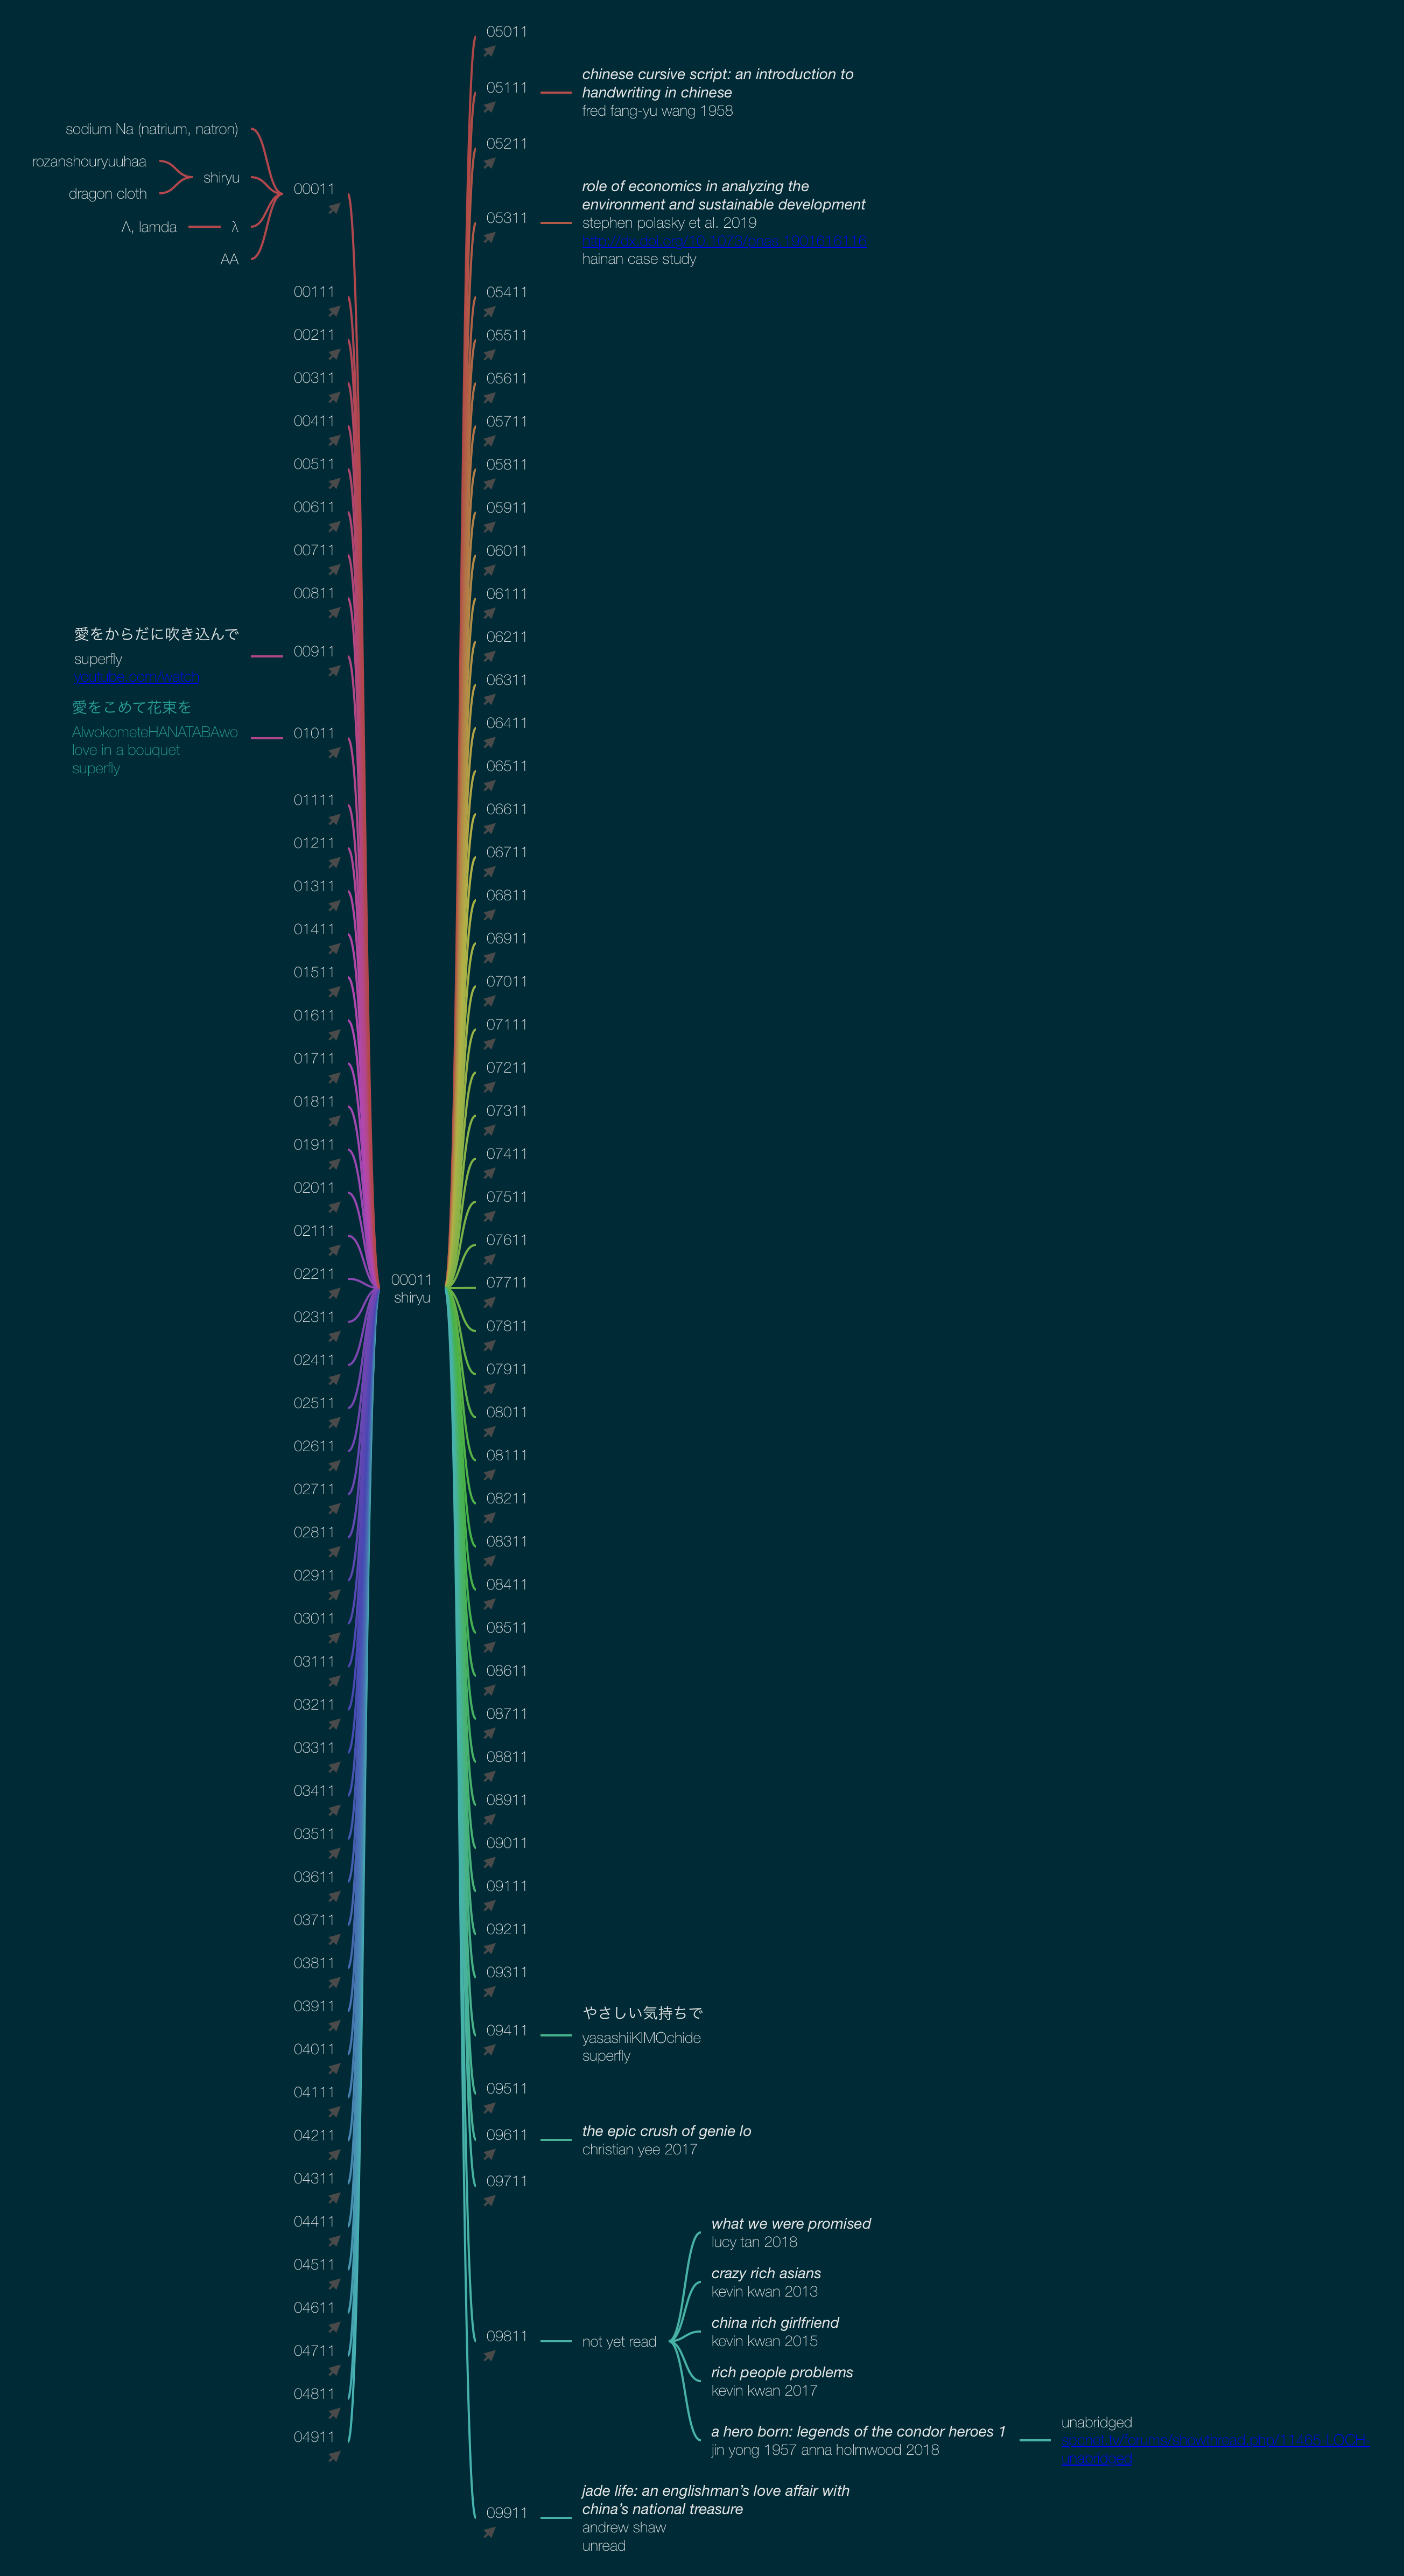 sodium Na (natrium, natron)
rozanshouryuuhaa
dragon cloth
shiryu
Λ, lamda
λ
AA
00011
00111
00211
00311
00411
00511
00611
00711
00811
愛をからだに吹き込んで
superfly
00911
愛をこめて花束を
AIwokometeHANATABAwo
love in a bouquet
superfly
01011
01111
01211
01311
01411
01511
01611
01711
01811
01911
02011
02111
02211
02311
02411
02511
02611
02711
02811
02911
03011
03111
03211
03311
03411
03511
03611
03711
03811
03911
04011
04111
04211
04311
04411
04511
04611
04711
04811
04911
00011
shiryu
05011
05111
chinese cursive script: an introduction to
handwriting in chinese
fred fang-yu wang 1958
05211
05311
role of economics in analyzing the
environment and sustainable development
stephen polasky et al. 2019
hainan case study
05411
05511
05611
05711
05811
05911
06011
06111
06211
06311
06411
06511
06611
06711
06811
06911
07011
07111
07211
07311
07411
07511
07611
07711
07811
07911
08011
08111
08211
08311
08411
08511
08611
08711
08811
08911
09011
09111
09211
09311
09411
やさしい気持ちで
yasashiiKIMOchide
superfly
09511
09611
the epic crush of genie lo
christian yee 2017
09711
09811
not yet read
what we were promised
lucy tan 2018
crazy rich asians
kevin kwan 2013
china rich girlfriend
kevin kwan 2015
rich people problems
kevin kwan 2017
a hero born: legends of the condor heroes 1
jin yong 1957 anna holmwood 2018
unabridged
09911
jade life: an englishman's love affair with
china's national treasure
andrew shaw
unread